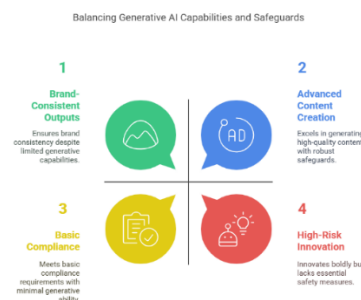 Balancing Generative AI Capabilities and Safeguards
1
Brand-
Consistent
Outputs
Ensures brand
consistency despite
limited generative
capabilities.
2
Advanced
Content
Creation
Excels in generating
high-quality content
with robust
safeguards.
AD
3
Basic
Compliance
Meets basic
compliance
requirements with
minimal generative
ability.
4
High-Risk
Innovation
Innovates boldly bu
lacks essential
safety measures.